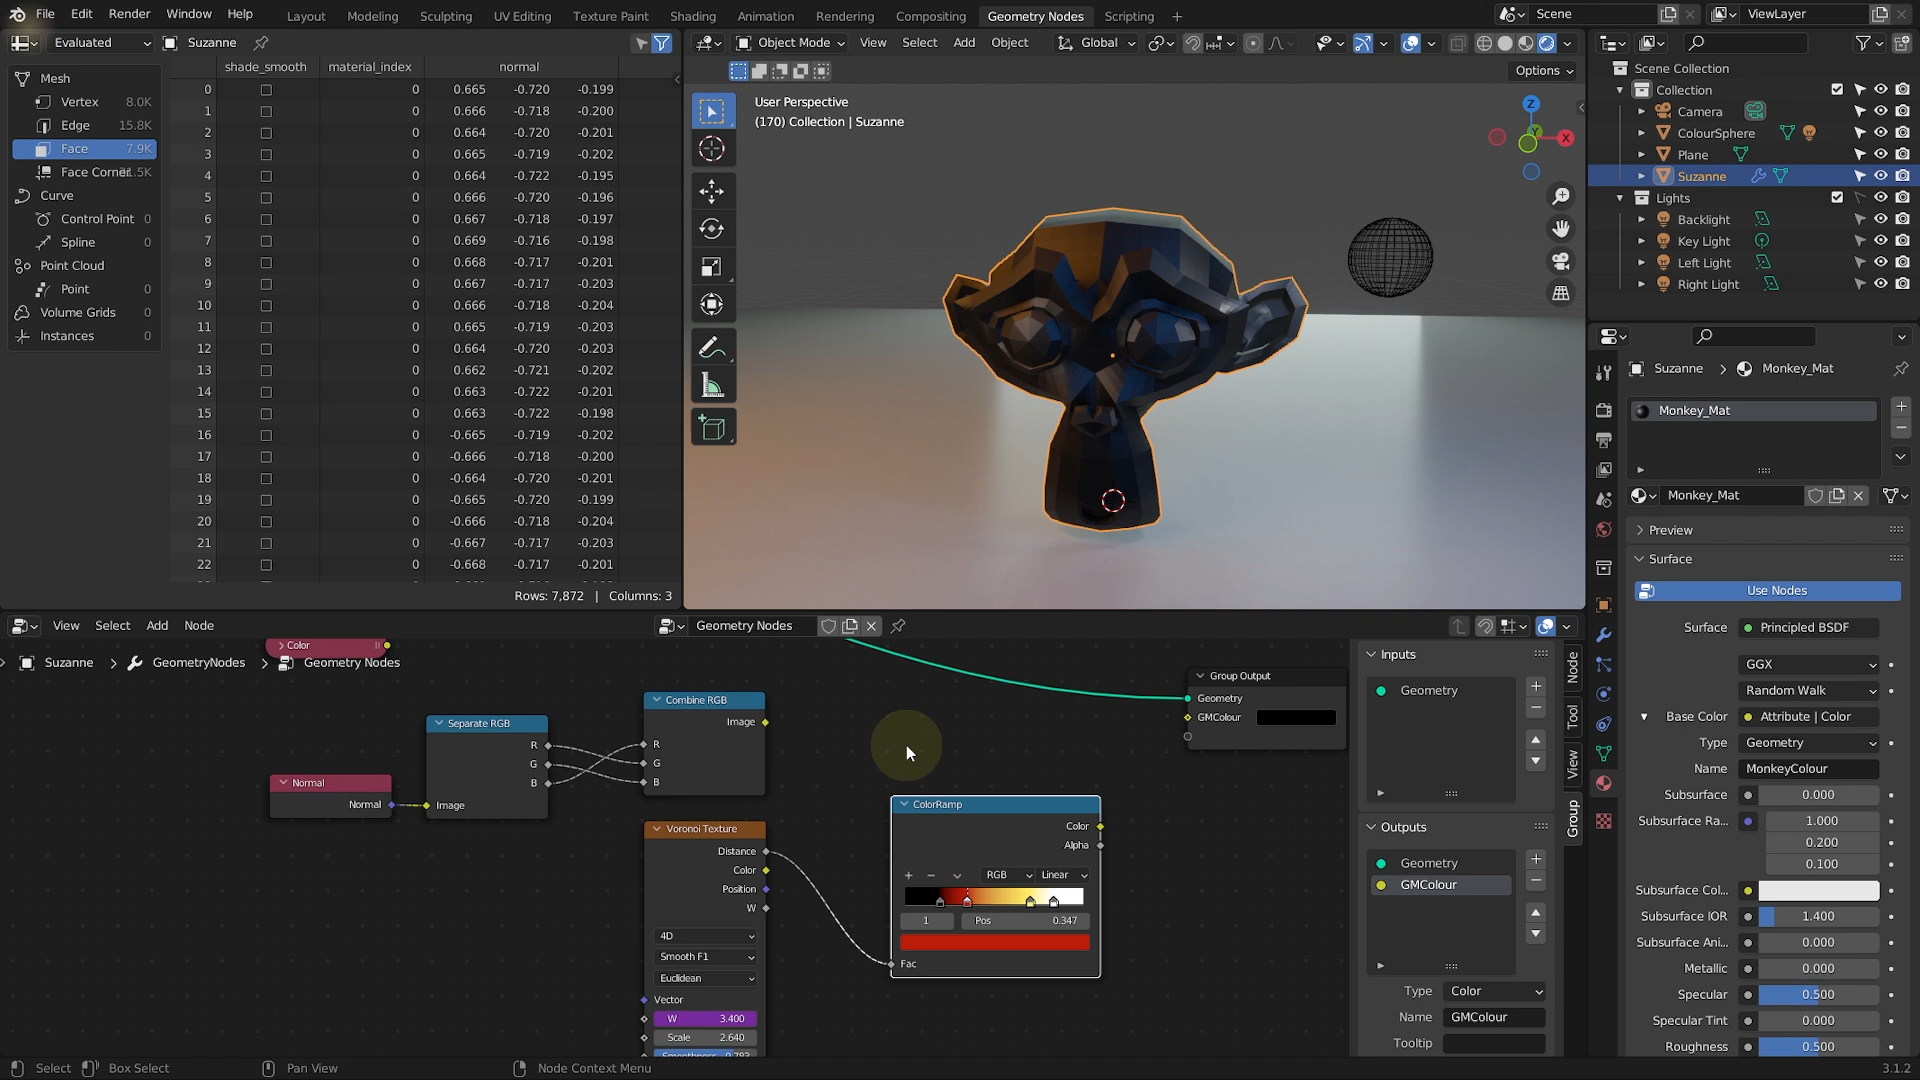 File Edit Render Window Help Layout Modeling Sculpting UV Editing Texture Paint Shading Animation Rendering Compositing Geometry Nodes Scripting + Scene ViewLayer
Evaluated Suzanne
shade_smooth material_index normal
Mesh
Vertex 8.0K
Edge 15.8K
Face 7.9K
Face Corner
Curve
Control Point 0
Spline 0
Point Cloud
Point 0
Volume Grids 0
Instances 0
0 0 0.665 -0.720 -0.199
1 0 0.666 -0.718 -0.200
2 0 0.664 -0.720 -0.201
3 0 0.665 -0.719 -0.202
4 0 0.664 -0.722 -0.195
5 0 0.666 -0.720 -0.196
6 0 0.667 -0.718 -0.197
7 0 0.669 -0.716 -0.198
8 0 0.668 -0.717 -0.201
9 0 0.667 -0.717 -0.203
10 0 0.666 -0.718 -0.204
11 0 0.665 -0.719 -0.203
12 0 0.664 -0.720 -0.203
13 0 0.662 -0.721 -0.202
14 0 0.663 -0.722 -0.201
15 0 0.663 -0.722 -0.198
16 0 -0.665 -0.719 -0.202
17 0 -0.666 -0.718 -0.200
18 0 -0.664 -0.720 -0.201
19 0 -0.665 -0.720 -0.199
20 0 -0.666 -0.718 -0.204
21 0 -0.667 -0.717 -0.203
22 0 -0.668 -0.717 -0.201
Rows: 7,872 | Columns: 3
Object Mode View Select Add Object Global
Options
User Perspective
(170) Collection | Suzanne
Z
Y
X
Scene Collection
Collection
Camera
ColourSphere
Plane
Suzanne
Lights
Backlight
Key Light
Left Light
Right Light
Suzanne > Monkey_Mat
Monkey_Mat
Monkey_Mat
Preview
Surface
Use Nodes
Surface Principled BSDF
GGX
Random Walk
Base Color Attribute | Color
Type Geometry
Name MonkeyColour
Subsurface 0.000
Subsurface Ra... 1.000
0.200
0.100
Subsurface Col...
Subsurface IOR 1.400
Subsurface Ani... 0.000
Metallic 0.000
Specular 0.500
Specular Tint 0.000
Roughness 0.500
View Select Add Node Geometry Nodes
Color
Suzanne > GeometryNodes > Geometry Nodes
Normal
Normal
Separate RGB
R
G
B
Image
Combine RGB
Image
R
G
B
Voronoi Texture
Distance
Color
Position
W
4D
Smooth F1
Euclidean
Vector
W 3.400
Scale 2.640
Smoothness 0.783
ColorRamp
Color
Alpha
+ − RGB Linear
1 Pos 0.347
Fac
Group Output
Geometry
GMColour
Inputs
Geometry
Outputs
Geometry
GMColour
Type Color
Name GMColour
Tooltip
Node
Tool
View
Group
Select Box Select Pan View Node Context Menu 3.1.2